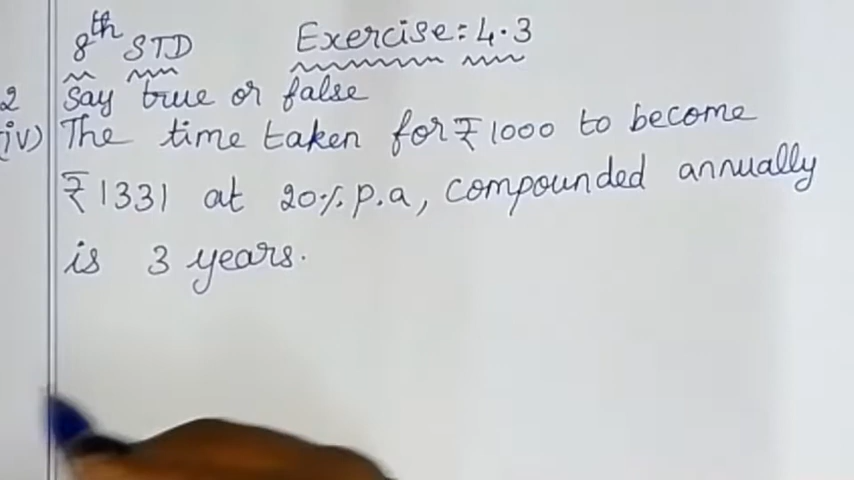 8th STD Exercise: 4.3
2 Say true or false
(iv) The time taken for ₹1000 to become
₹1331 at 20% p.a, compounded annually
is 3 years.